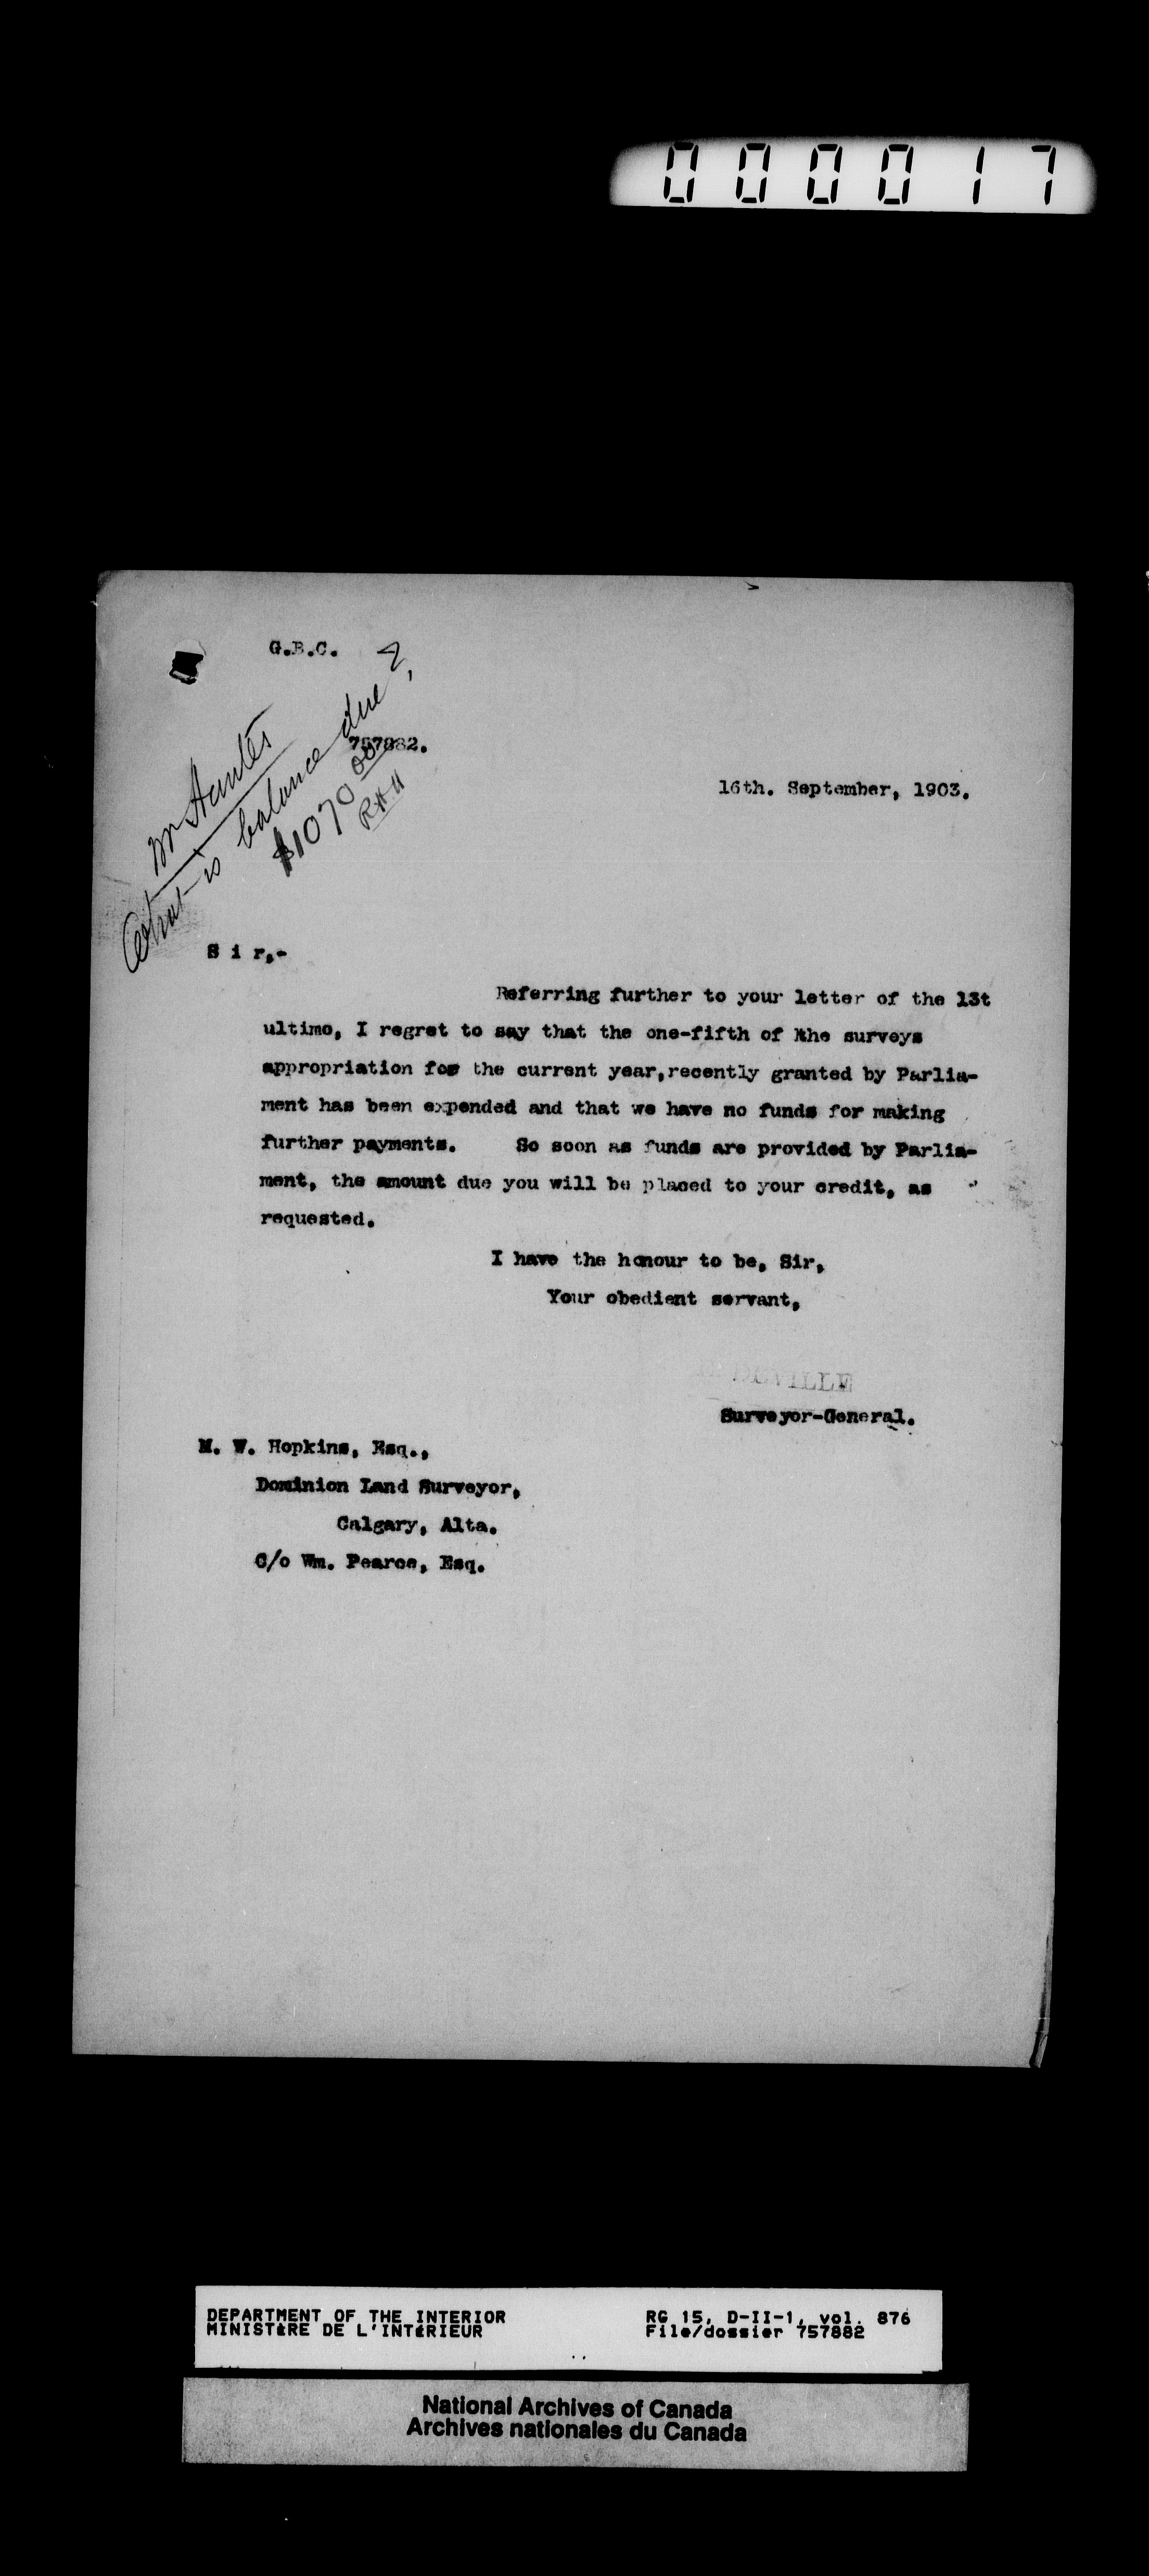 000017
G.B.C.
757882.
Mr Hunter
What is balance due?
$1070 00
RHH
16th. September, 1903.
S i r,-
Referring further to your letter of the 13t
ultimo, I regret to say that the one-fifth of the surveys
appropriation for the current year,recently granted by Parlia-
ment has been expended and that we have no funds for making
further payments. So soon as funds are provided by Parlia-
ment, the amount due you will be placed to your credit, as
requested.
I have the honour to be, Sir,
Your obedient servant,
E. DEVILLE
Surveyor-General.
M. W. Hopkins, Esq.,
Dominion Land Surveyor,
Calgary, Alta.
C/o Wm. Pearce, Esq.
DEPARTMENT OF THE INTERIOR RG 15, D-II-1, vol. 876
MINISTÈRE DE L'INTÉRIEUR File/dossier 757882
National Archives of Canada
Archives nationales du Canada